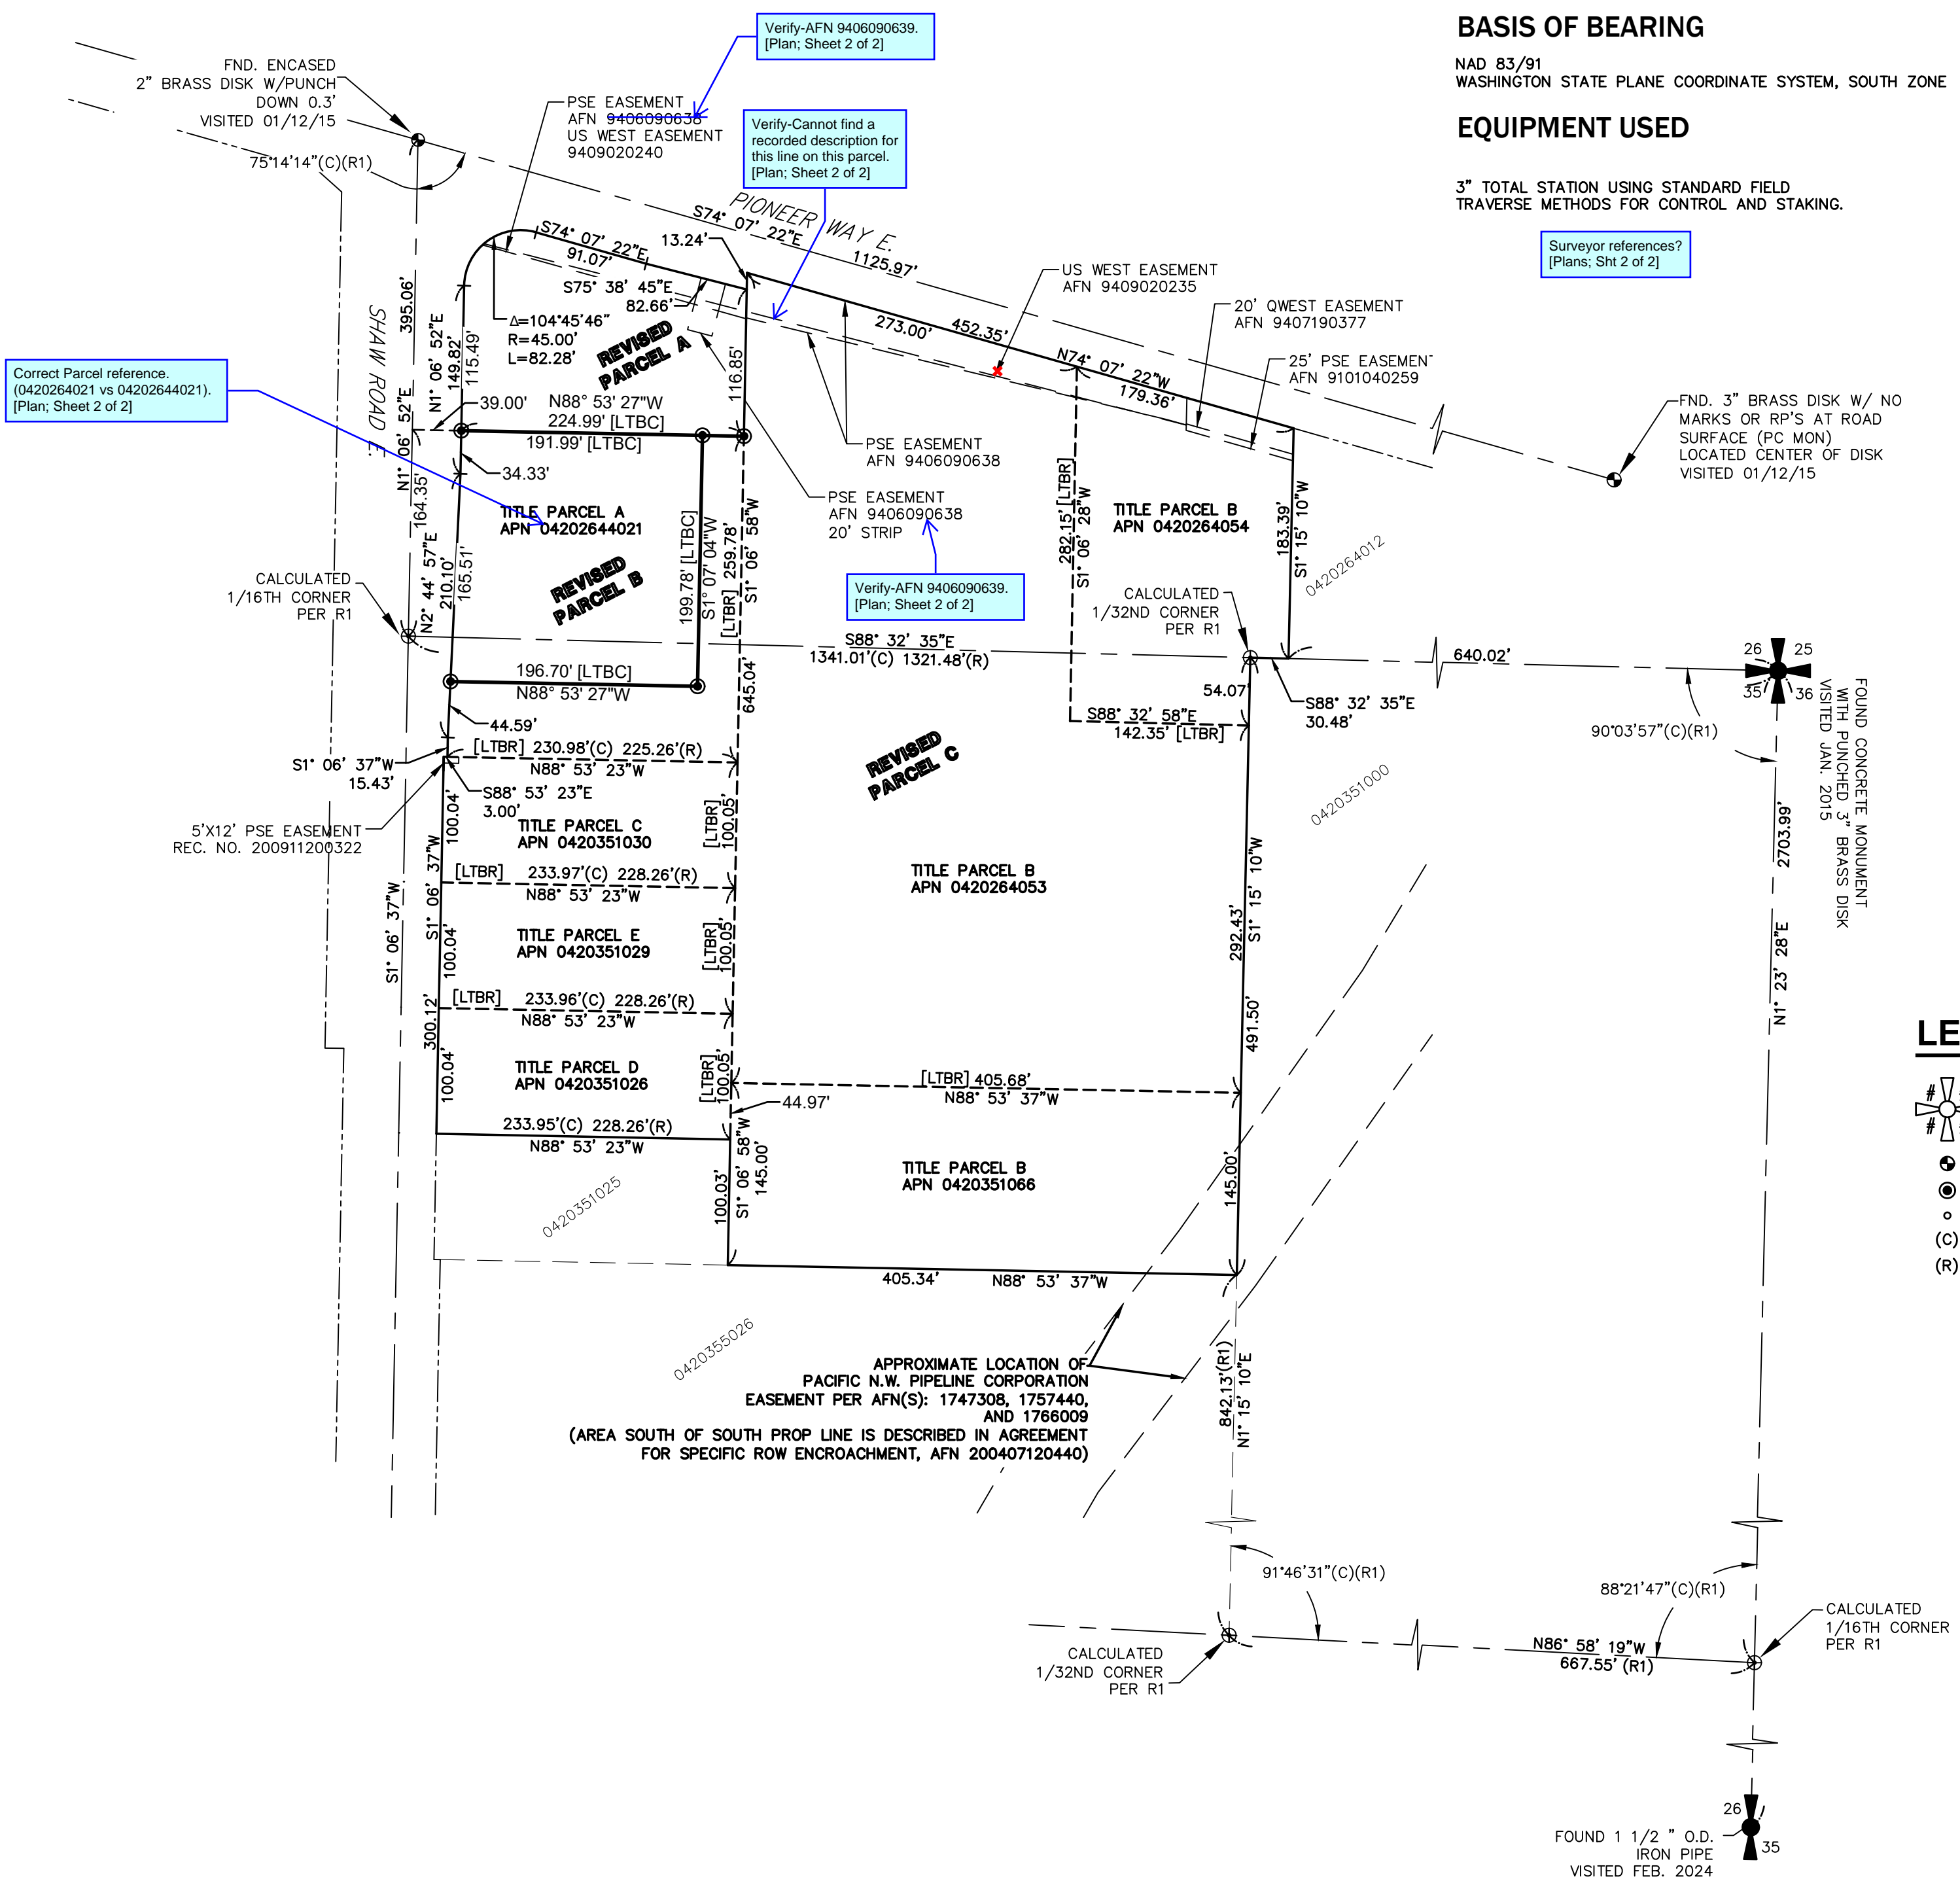 Verify-AFN 9406090639.
[Plan; Sheet 2 of 2]
BASIS OF BEARING
NAD 83/91
WASHINGTON STATE PLANE COORDINATE SYSTEM, SOUTH ZONE
EQUIPMENT USED
3" TOTAL STATION USING STANDARD FIELD
TRAVERSE METHODS FOR CONTROL AND STAKING.
Surveyor references?
[Plans; Sht 2 of 2]
FND. ENCASED
2" BRASS DISK W/PUNCH
DOWN 0.3'
VISITED 01/12/15
75°14'14"(C)(R1)
PSE EASEMENT
AFN 9406090638
US WEST EASEMENT
9409020240
Verify-Cannot find a
recorded description for
this line on this parcel.
[Plan; Sheet 2 of 2]
PIONEER WAY E.
S74° 07' 22"E
1125.97'
S74° 07' 22"E
91.07'
13.24'
S75° 38' 45"E
82.66'
Δ=104°45'46"
R=45.00'
L=82.28'
REVISED
PARCEL A
116.85'
US WEST EASEMENT
AFN 9409020235
20' QWEST EASEMENT
AFN 9407190377
25' PSE EASEMENT
AFN 9101040259
273.00'
452.35'
N74° 07' 22"W
179.36'
FND. 3" BRASS DISK W/ NO
MARKS OR RP'S AT ROAD
SURFACE (PC MON)
LOCATED CENTER OF DISK
VISITED 01/12/15
SHAW ROAD E.
395.06'
N1° 06' 52"E
N1° 06' 52"E
149.82'
115.49'
Correct Parcel reference.
(0420264021 vs 04202644021).
[Plan; Sheet 2 of 2]
39.00'
N88° 53' 27"W
224.99' [LTBC]
191.99' [LTBC]
34.33'
164.35'
PSE EASEMENT
AFN 9406090638
PSE EASEMENT
AFN 9406090638
20' STRIP
Verify-AFN 9406090639.
[Plan; Sheet 2 of 2]
TITLE PARCEL A
APN 04202644021
REVISED
PARCEL B
N2° 44' 57"E
210.10'
165.51'
199.78' [LTBC]
S1° 07' 04"W
[LTBR] 259.78'
S1° 06' 58"W
645.04'
282.15' [LTBR]
S1° 06' 28"W
TITLE PARCEL B
APN 0420264054
183.39'
S1° 15' 10"W
0420264012
CALCULATED
1/16TH CORNER
PER R1
CALCULATED
1/32ND CORNER
PER R1
S88° 32' 35"E
1341.01'(C) 1321.48'(R)
640.02'
26 25
35 36
FOUND CONCRETE MONUMENT
WITH PUNCHED 3" BRASS DISK
VISITED JAN. 2015
90°03'57"(C)(R1)
196.70' [LTBC]
N88° 53' 27"W
54.07'
S88° 32' 35"E
30.48'
S88° 32' 58"E
142.35' [LTBR]
44.59'
[LTBR] 230.98'(C) 225.26'(R)
N88° 53' 23"W
S1° 06' 37"W
15.43'
S88° 53' 23"E
3.00'
REVISED
PARCEL C
0420351000
5'X12' PSE EASEMENT
REC. NO. 200911200322
100.04'
S1° 06' 37"W
TITLE PARCEL C
APN 0420351030
[LTBR]
100.05'
2703.99'
N1° 23' 28"E
[LTBR] 233.97'(C) 228.26'(R)
N88° 53' 23"W
TITLE PARCEL B
APN 0420264053
S1° 06' 37"W
100.04'
TITLE PARCEL E
APN 0420351029
[LTBR]
100.05'
292.43'
S1° 15' 10"W
491.50'
[LTBR] 233.96'(C) 228.26'(R)
N88° 53' 23"W
300.12'
100.04'
TITLE PARCEL D
APN 0420351026
[LTBR]
100.05'
[LTBR] 405.68'
N88° 53' 37"W
44.97'
233.95'(C) 228.26'(R)
N88° 53' 23"W
100.03'
S1° 06' 58"W
145.00'
TITLE PARCEL B
APN 0420351066
145.00'
0420351025
405.34' N88° 53' 37"W
0420355026
LE
#
#
(C)
(R)
APPROXIMATE LOCATION OF
PACIFIC N.W. PIPELINE CORPORATION
EASEMENT PER AFN(S): 1747308, 1757440,
AND 1766009
(AREA SOUTH OF SOUTH PROP LINE IS DESCRIBED IN AGREEMENT
FOR SPECIFIC ROW ENCROACHMENT, AFN 200407120440)
842.13'(R1)
N1° 15' 10"E
91°46'31"(C)(R1)
88°21'47"(C)(R1)
CALCULATED
1/16TH CORNER
PER R1
CALCULATED
1/32ND CORNER
PER R1
N86° 58' 19"W
667.55' (R1)
26
35
FOUND 1 1/2 " O.D.
IRON PIPE
VISITED FEB. 2024